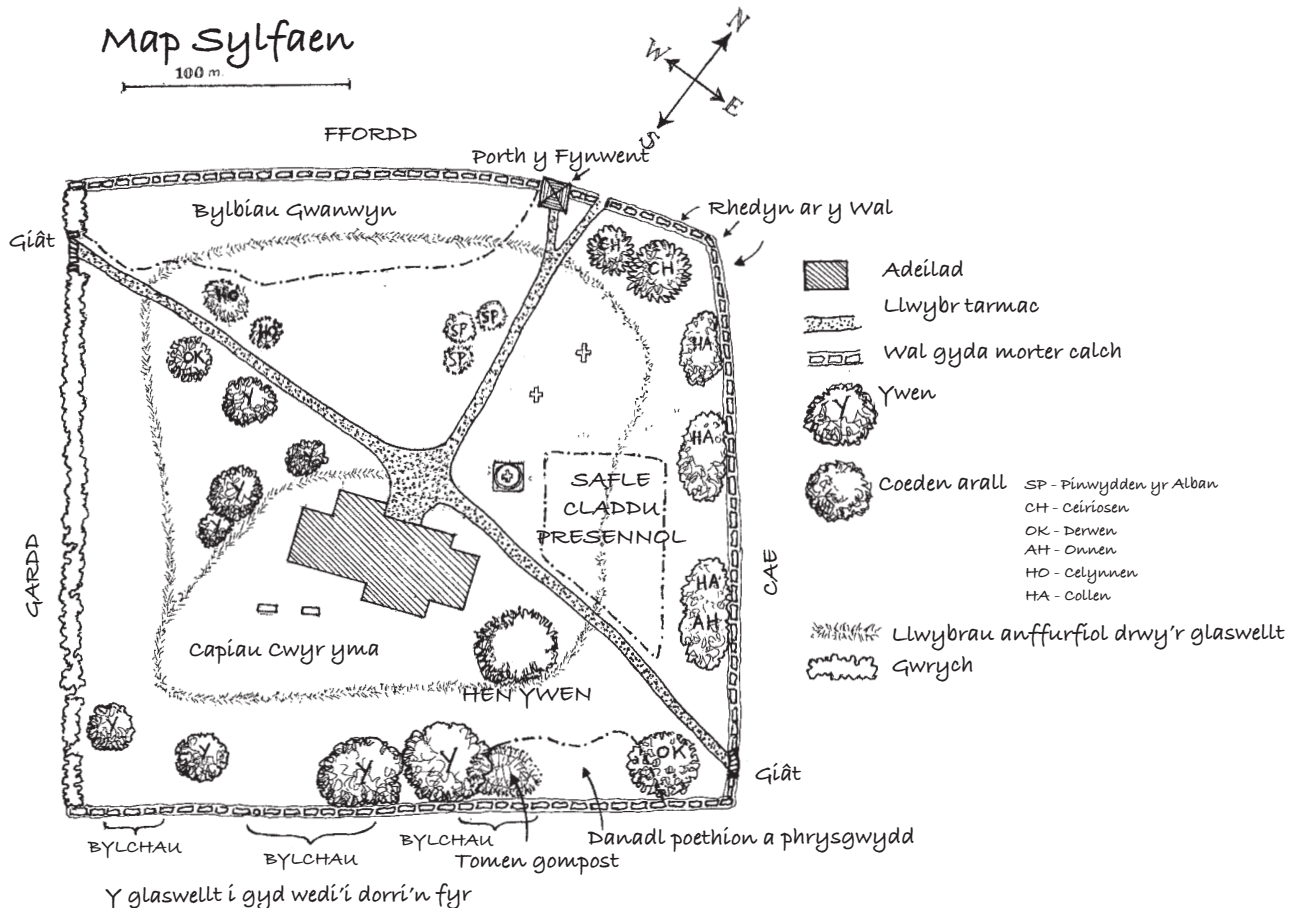 Map Sylfaen
100 m.
N
W
E
S
FFORDD
Porth y Fynwent
Bylbiau Gwanwyn
Rhedyn ar y Wal
Giât
CH
CH
Adeilad
Llwybr tarmac
Ho
HO
SP
SP
SP
HA
Wal gyda morter calch
OK
Y
Ywen
Y
HA
Coeden arall
SP - Pinwydden yr Alban
CH - Ceiriosen
OK - Derwen
AH - Onnen
HO - Celynnen
HA - Collen
Y
Y
Y
SAFLE
CLADDU
PRESENNOL
GARDD
CAE
HA
AH
Llwybrau anffurfiol drwy'r glaswellt
Gwrych
Capiau Cwyr yma
HEN YWEN
Y
Y
Y
Y
OK
Giât
BYLCHAU
BYLCHAU
BYLCHAU
Danadl poethion a phrysgwydd
Tomen gompost
Y glaswellt i gyd wedi'i dorri'n fyr